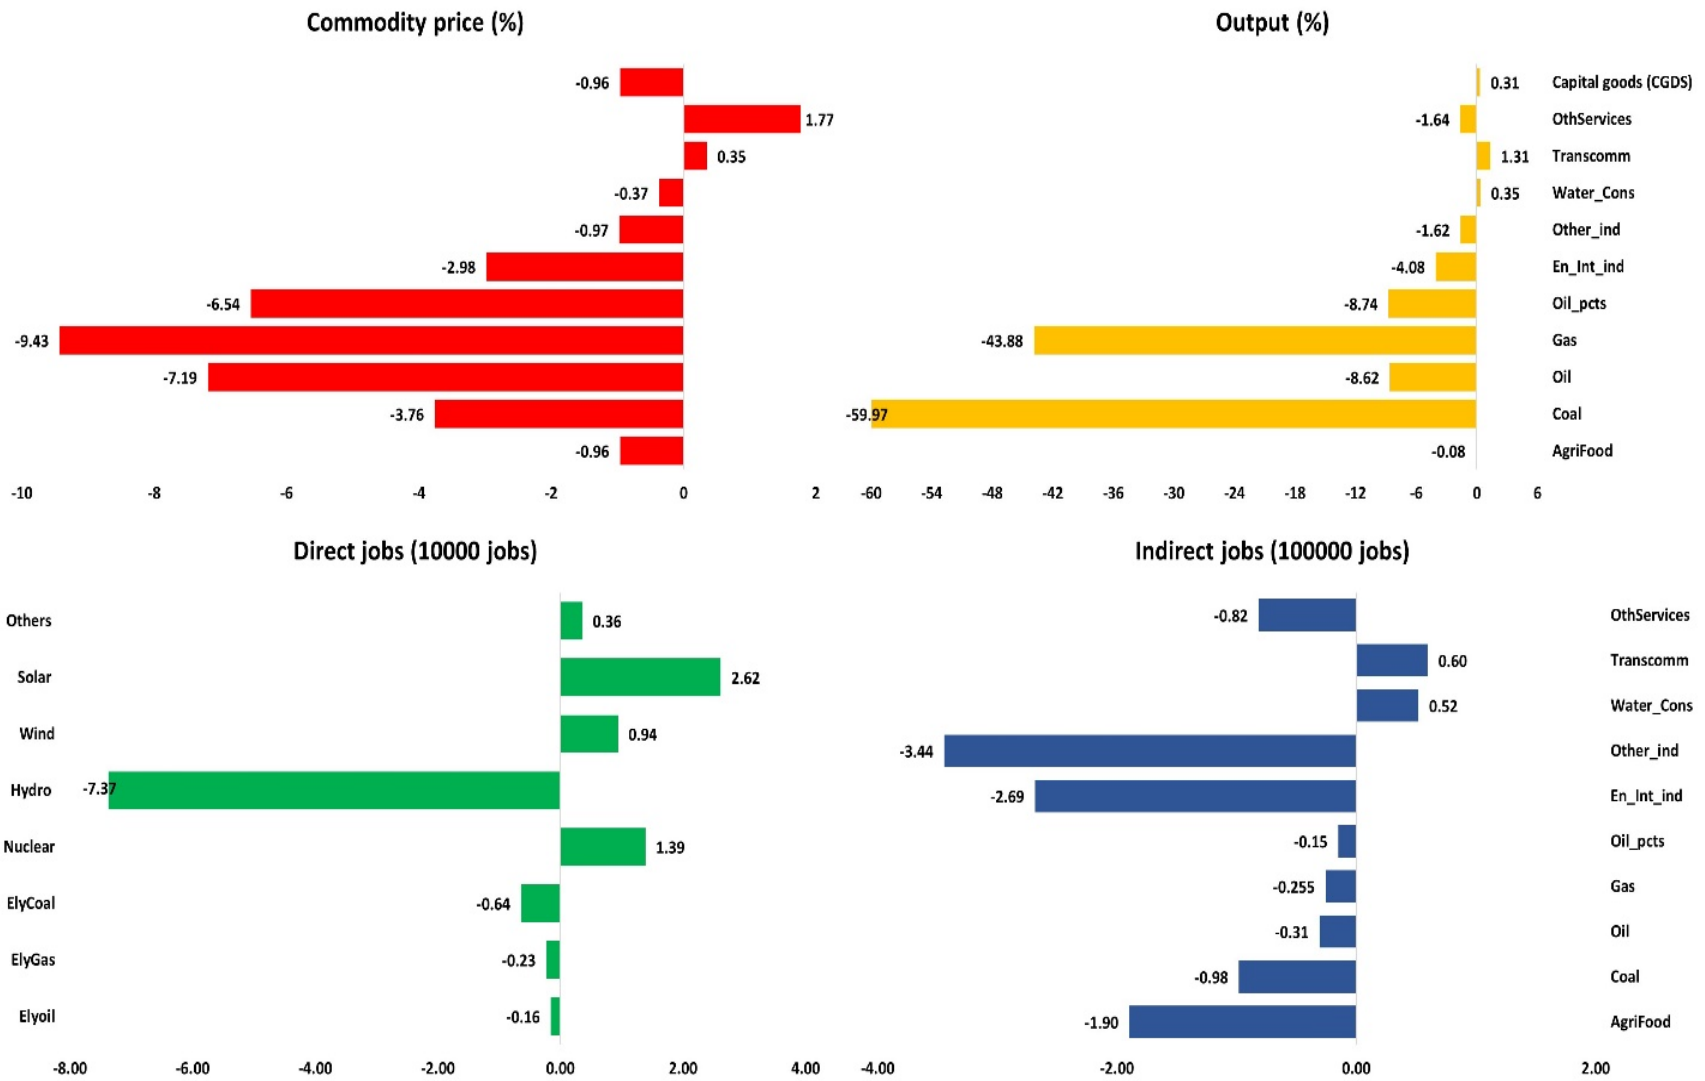 Commodity price (%)
Output (%)
-0.96
0.31
Capital goods (CGDS)
1.77
-1.64
OthServices
0.35
1.31
Transcomm
-0.37
0.35
Water_Cons
-0.97
-1.62
Other_ind
-2.98
-4.08
En_Int_ind
-6.54
-8.74
Oil_pcts
-9.43
-43.88
Gas
-7.19
-8.62
Oil
-3.76
-59.97
Coal
-0.96
-0.08
AgriFood
-10 -8 -6 -4 -2 0 2
-60 -54 -48 -42 -36 -30 -24 -18 -12 -6 0 6
Direct jobs (10000 jobs)
Indirect jobs (100000 jobs)
Others
0.36
Solar
2.62
Wind
0.94
Hydro
-7.37
Nuclear
1.39
ElyCoal
-0.64
ElyGas
-0.23
Elyoil
-0.16
-8.00 -6.00 -4.00 -2.00 0.00 2.00 4.00
-0.82
OthServices
0.60
Transcomm
0.52
Water_Cons
-3.44
Other_ind
-2.69
En_Int_ind
-0.15
Oil_pcts
-0.255
Gas
-0.31
Oil
-0.98
Coal
-1.90
AgriFood
-4.00 -2.00 0.00 2.00